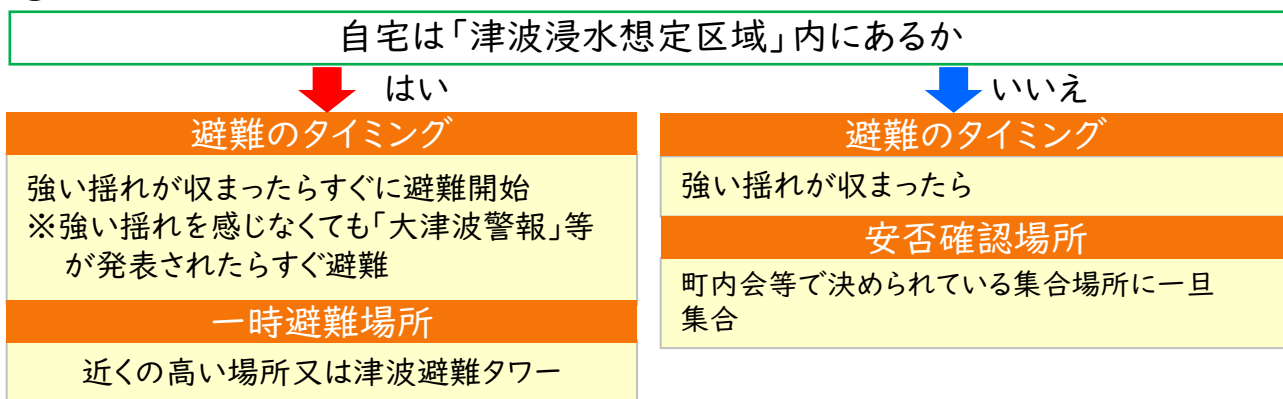 自宅は「津波浸水想定区域」内にあるか
はい
避難のタイミング
強い揺れが収まったらすぐに避難開始
※強い揺れを感じなくても「大津波警報」等
が発表されたらすぐ避難
一時避難場所
近くの高い場所又は津波避難タワー
いいえ
避難のタイミング
強い揺れが収まったら
安否確認場所
町内会等で決められている集合場所に一旦
集合